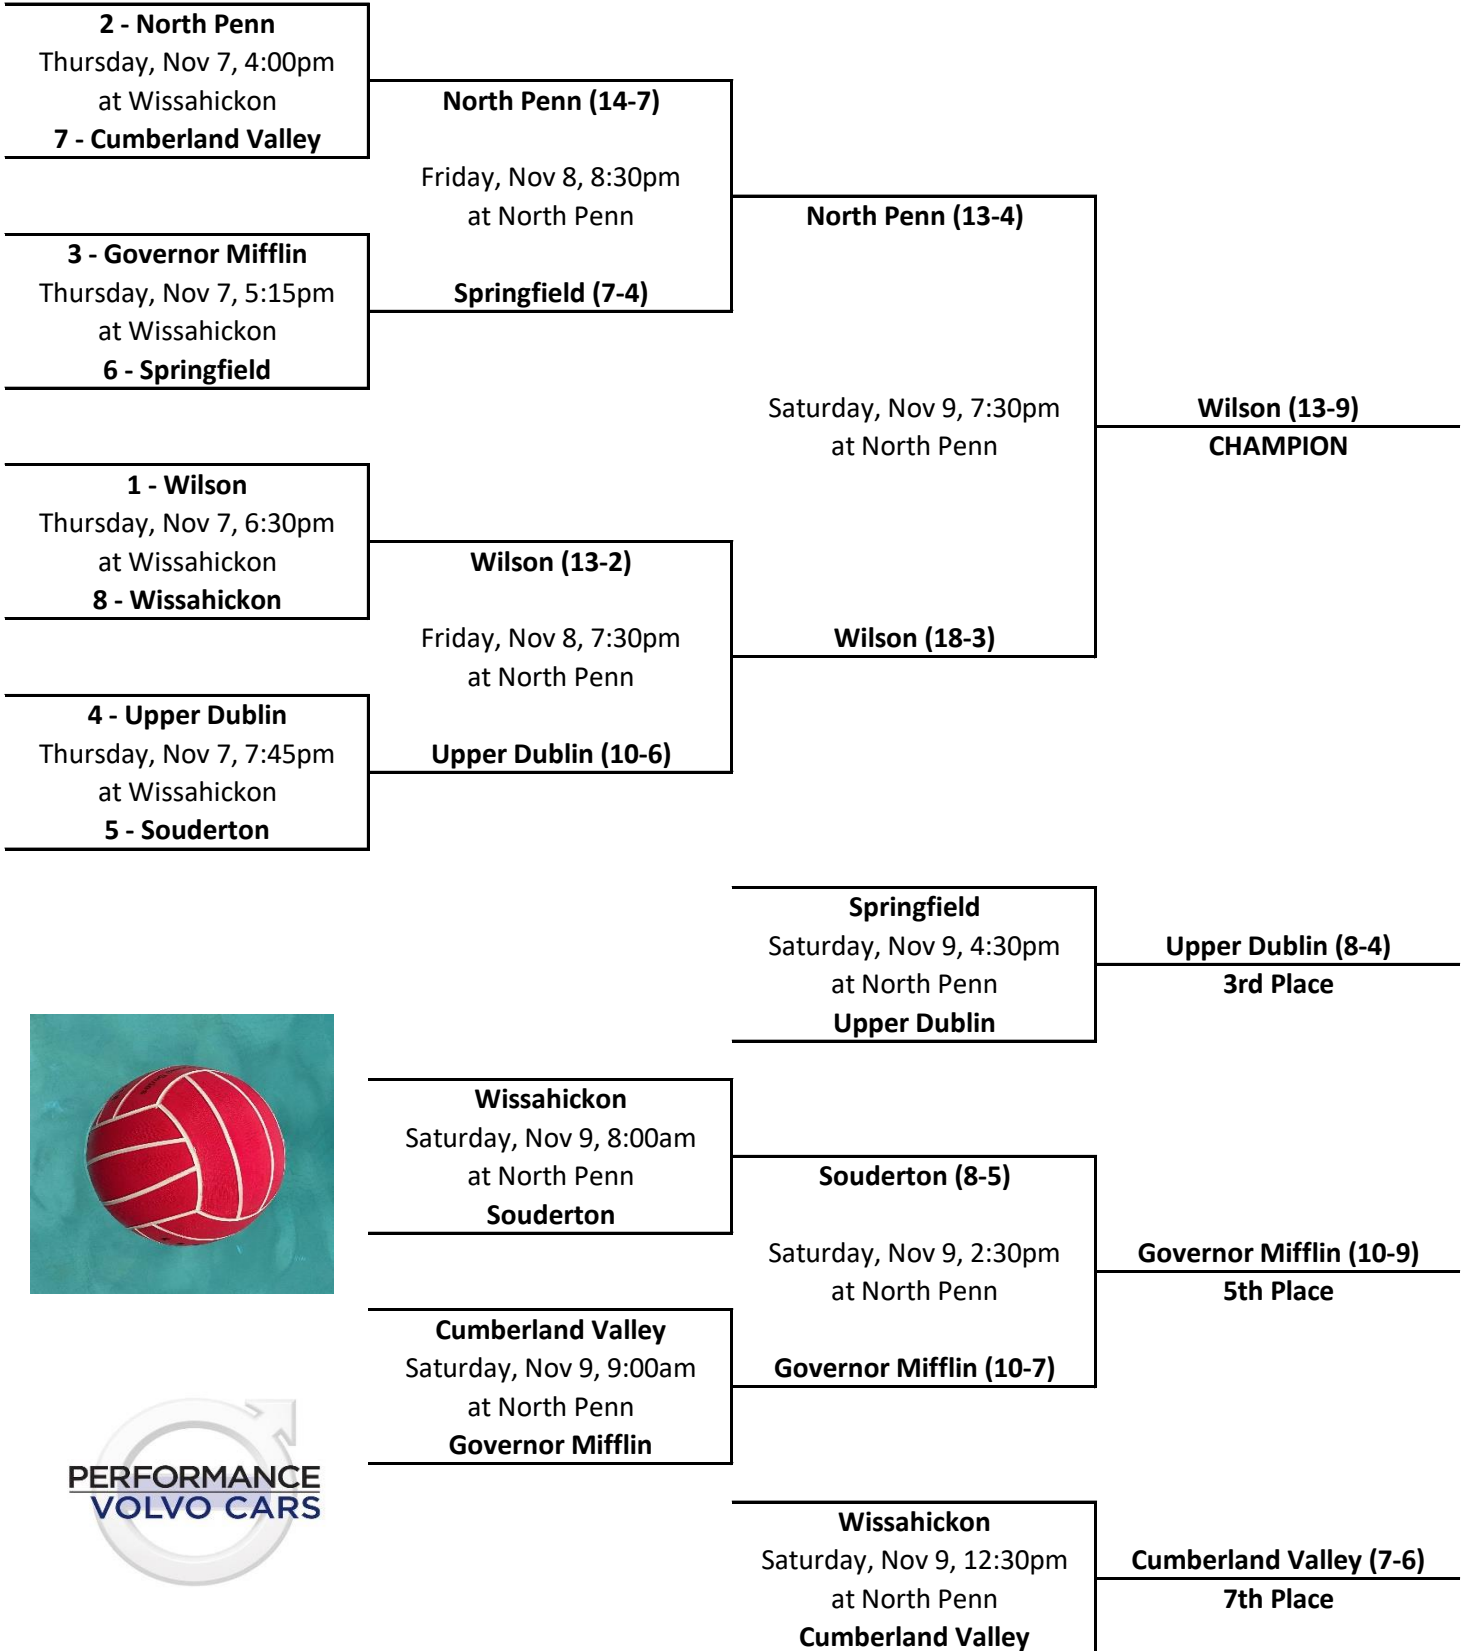 2 - North Penn
Thursday, Nov 7, 4:00pm
at Wissahickon
7 - Cumberland Valley
North Penn (14-7)
Friday, Nov 8, 8:30pm
at North Penn
Springfield (7-4)
3 - Governor Mifflin
Thursday, Nov 7, 5:15pm
at Wissahickon
6 - Springfield
North Penn (13-4)
Saturday, Nov 9, 7:30pm
at North Penn
Wilson (18-3)
Wilson (13-9)
CHAMPION
1 - Wilson
Thursday, Nov 7, 6:30pm
at Wissahickon
8 - Wissahickon
Wilson (13-2)
Friday, Nov 8, 7:30pm
at North Penn
Upper Dublin (10-6)
4 - Upper Dublin
Thursday, Nov 7, 7:45pm
at Wissahickon
5 - Souderton
Springfield
Saturday, Nov 9, 4:30pm
at North Penn
Upper Dublin
Upper Dublin (8-4)
3rd Place
Wissahickon
Saturday, Nov 9, 8:00am
at North Penn
Souderton
Souderton (8-5)
Saturday, Nov 9, 2:30pm
at North Penn
Governor Mifflin (10-7)
Governor Mifflin (10-9)
5th Place
Cumberland Valley
Saturday, Nov 9, 9:00am
at North Penn
Governor Mifflin
PERFORMANCE
VOLVO CARS
Wissahickon
Saturday, Nov 9, 12:30pm
at North Penn
Cumberland Valley
Cumberland Valley (7-6)
7th Place